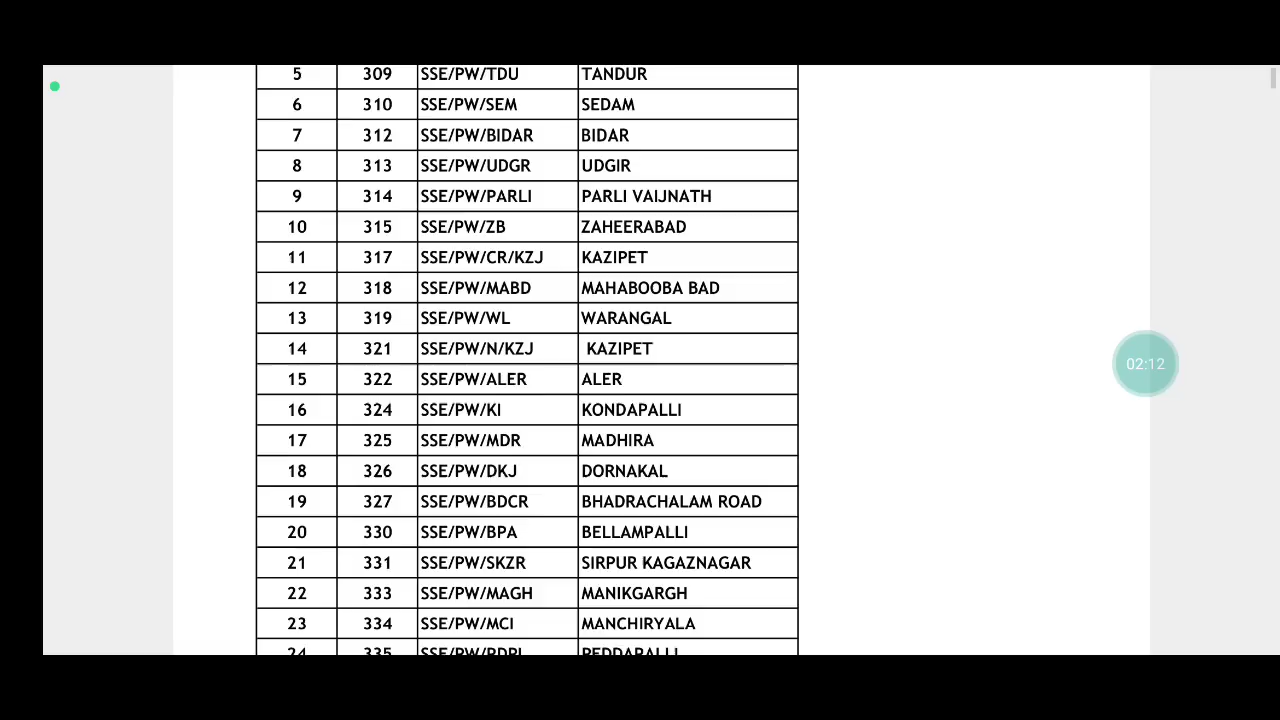 5 309 SSE/PW/TDU TANDUR
6 310 SSE/PW/SEM SEDAM
7 312 SSE/PW/BIDAR BIDAR
8 313 SSE/PW/UDGR UDGIR
9 314 SSE/PW/PARLI PARLI VAIJNATH
10 315 SSE/PW/ZB ZAHEERABAD
11 317 SSE/PW/CR/KZJ KAZIPET
12 318 SSE/PW/MABD MAHABOOBA BAD
13 319 SSE/PW/WL WARANGAL
14 321 SSE/PW/N/KZJ KAZIPET
15 322 SSE/PW/ALER ALER
16 324 SSE/PW/KI KONDAPALLI
17 325 SSE/PW/MDR MADHIRA
18 326 SSE/PW/DKJ DORNAKAL
19 327 SSE/PW/BDCR BHADRACHALAM ROAD
20 330 SSE/PW/BPA BELLAMPALLI
21 331 SSE/PW/SKZR SIRPUR KAGAZNAGAR
22 333 SSE/PW/MAGH MANIKGARGH
23 334 SSE/PW/MCI MANCHIRYALA
24 335
02:12